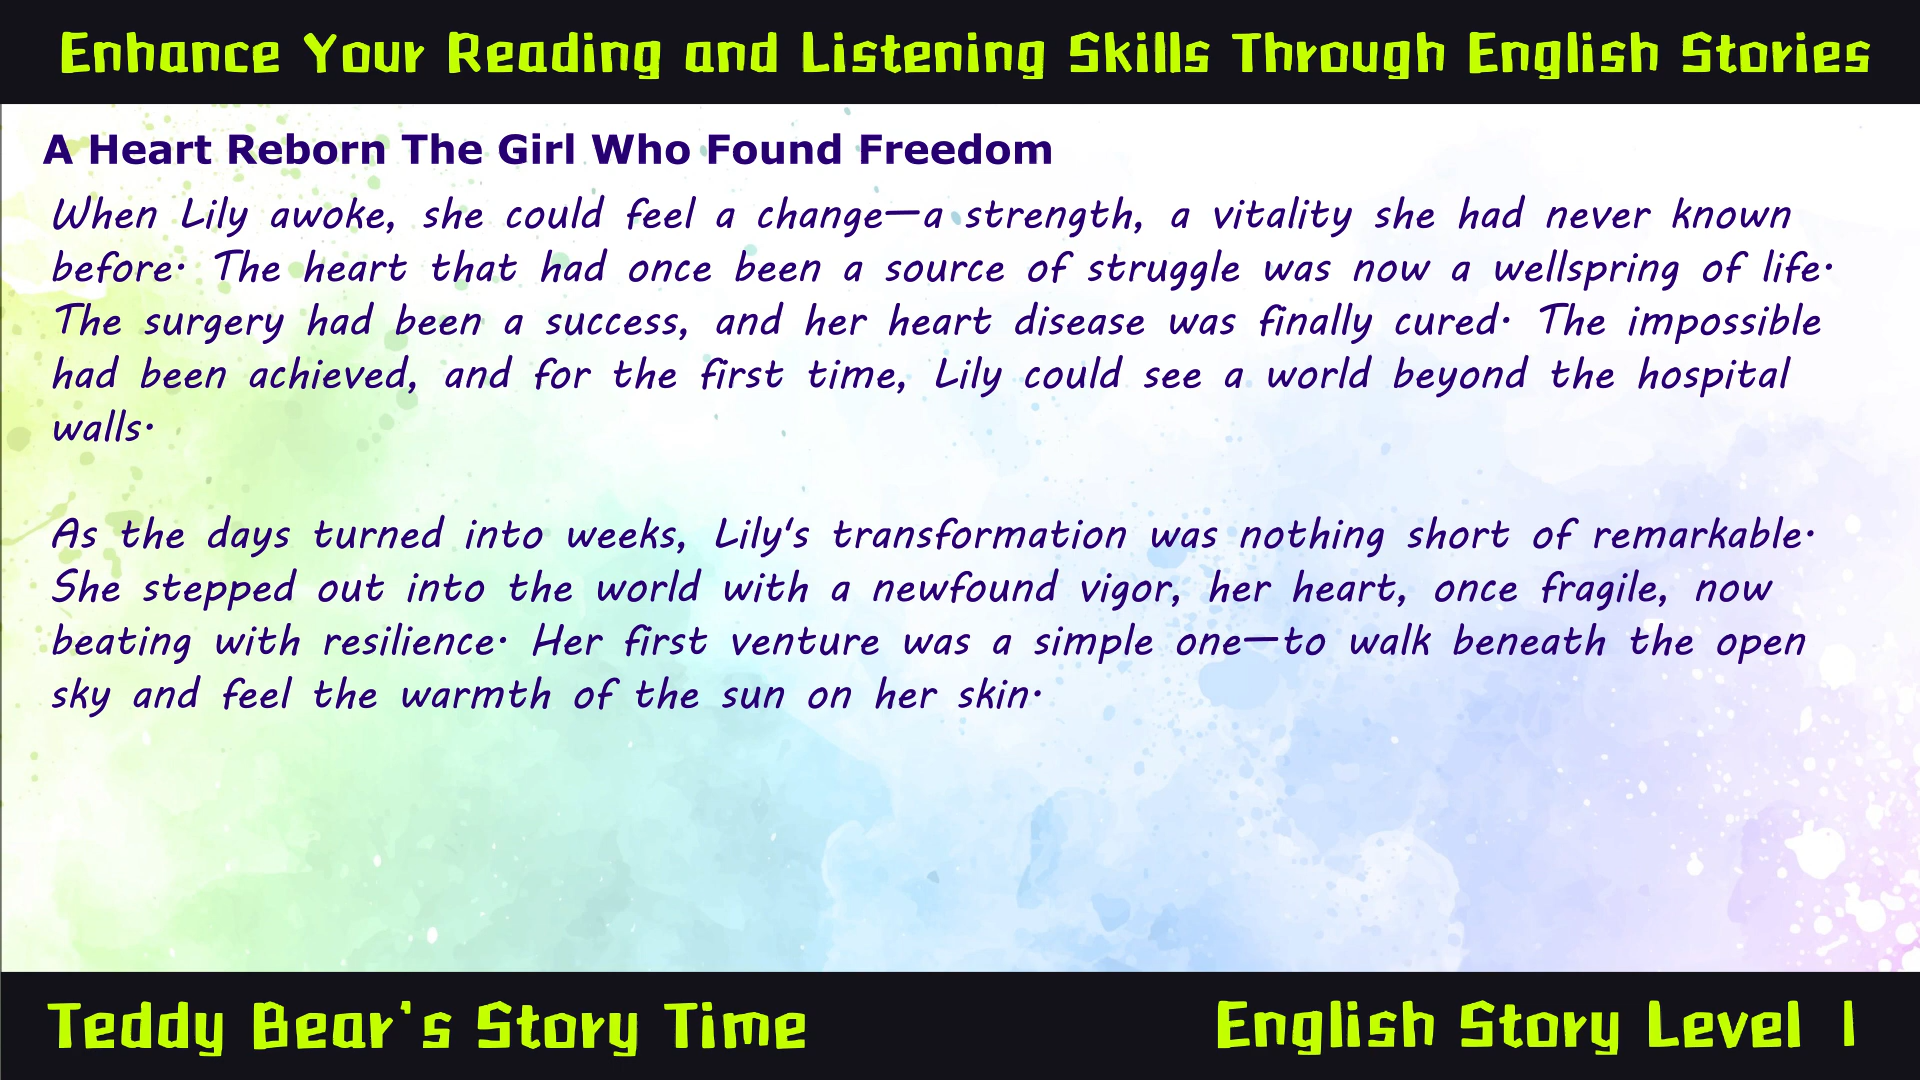 Enhance Your Reading and Listening Skills Through English Stories
A Heart Reborn The Girl Who Found Freedom
When Lily awoke, she could feel a change—a strength, a vitality she had never known
before. The heart that had once been a source of struggle was now a wellspring of life.
The surgery had been a success, and her heart disease was finally cured. The impossible
had been achieved, and for the first time, Lily could see a world beyond the hospital
walls.
As the days turned into weeks, Lily's transformation was nothing short of remarkable.
She stepped out into the world with a newfound vigor, her heart, once fragile, now
beating with resilience. Her first venture was a simple one—to walk beneath the open
sky and feel the warmth of the sun on her skin.
Teddy Bear's Story Time
English Story Level 1